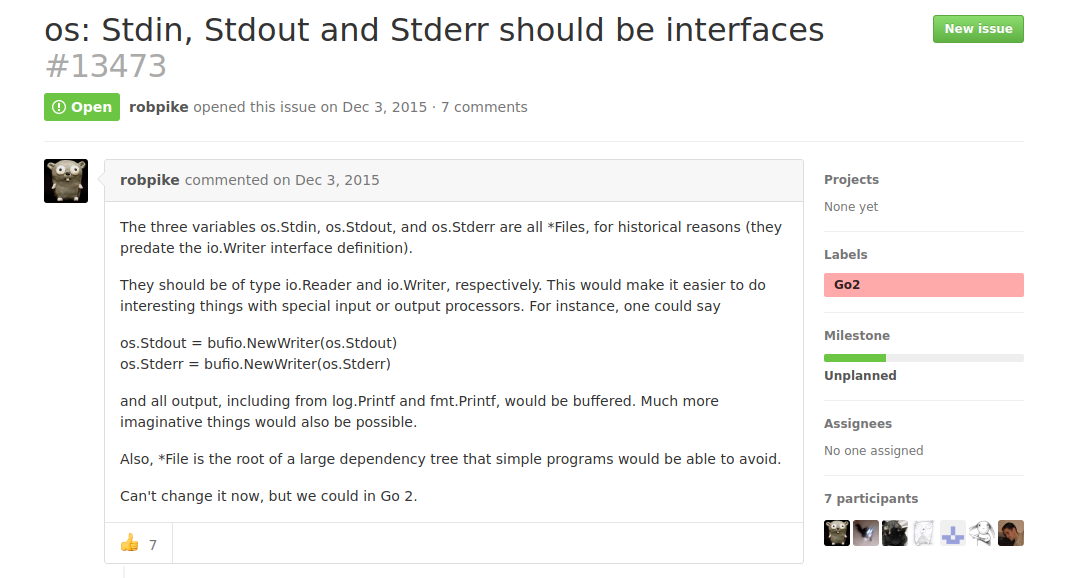 os: Stdin, Stdout and Stderr should be interfaces
#13473
New issue
Open robpike opened this issue on Dec 3, 2015 · 7 comments
robpike commented on Dec 3, 2015
The three variables os.Stdin, os.Stdout, and os.Stderr are all *Files, for historical reasons (they
predate the io.Writer interface definition).
They should be of type io.Reader and io.Writer, respectively. This would make it easier to do
interesting things with special input or output processors. For instance, one could say
os.Stdout = bufio.NewWriter(os.Stdout)
os.Stderr = bufio.NewWriter(os.Stderr)
and all output, including from log.Printf and fmt.Printf, would be buffered. Much more
imaginative things would also be possible.
Also, *File is the root of a large dependency tree that simple programs would be able to avoid.
Can't change it now, but we could in Go 2.
7
Projects
None yet
Labels
Go2
Milestone
Unplanned
Assignees
No one assigned
7 participants